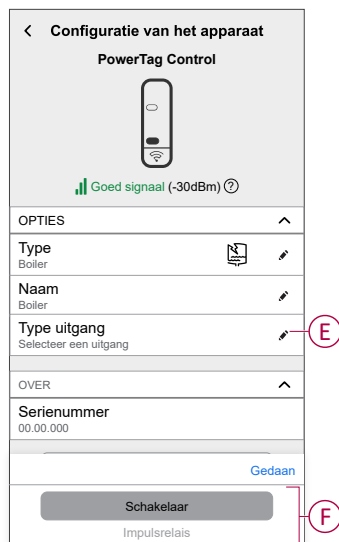 Configuratie van het apparaat
PowerTag Control
Goed signaal (-30dBm) ?
OPTIES
Type
Boiler
Naam
Boiler
Type uitgang
Selecteer een uitgang
E
OVER
Serienummer
00.00.000
Gedaan
Schakelaar
F
Impulsrelais